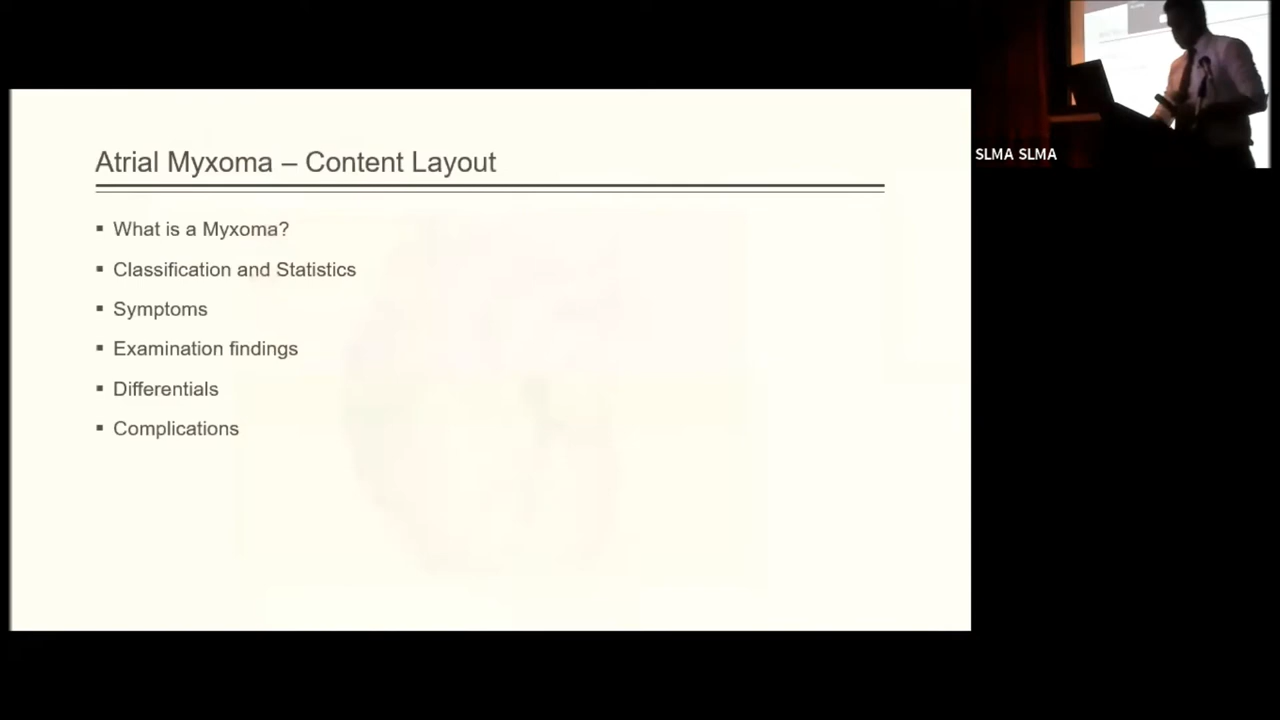 Atrial Myxoma – Content Layout
▪ What is a Myxoma?
▪ Classification and Statistics
▪ Symptoms
▪ Examination findings
▪ Differentials
▪ Complications
SLMA SLMA